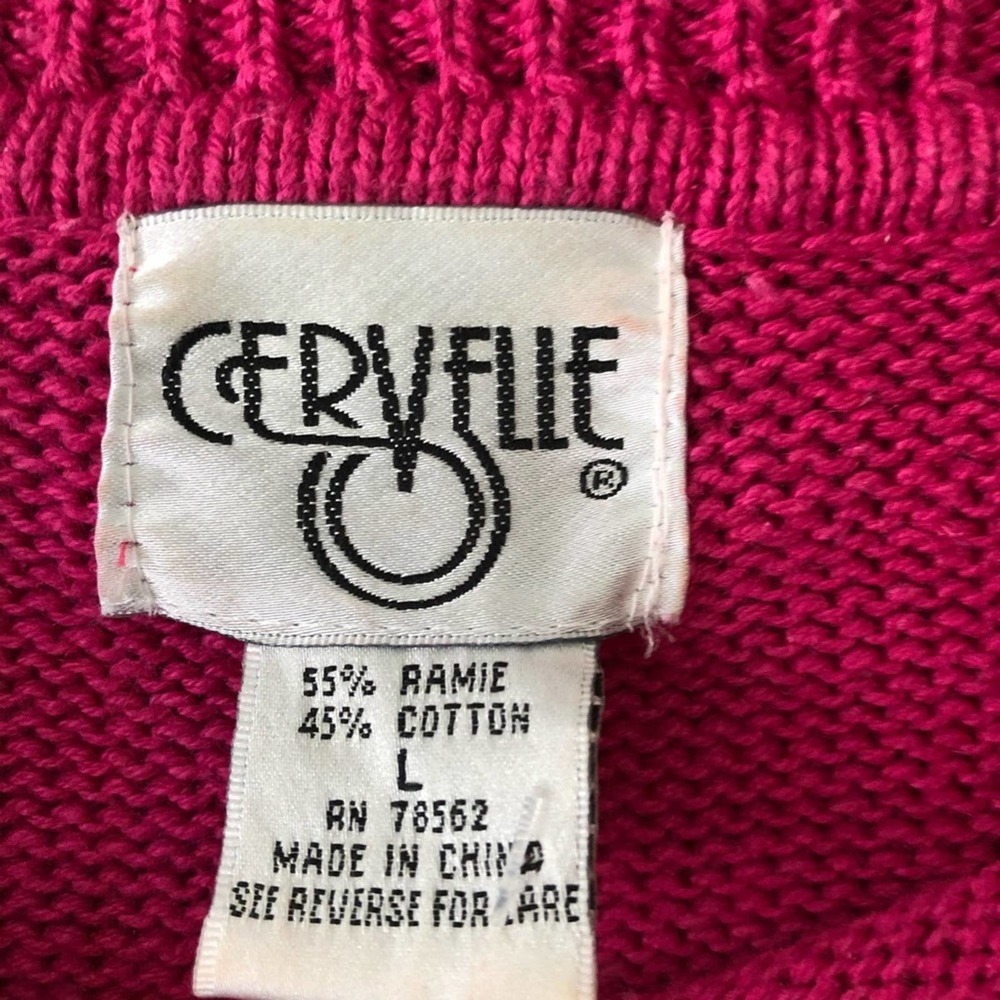 CERVELLE
®
55% RAMIE
45% COTTON
L
RN 78562
MADE IN CHINA
SEE REVERSE FOR CARE